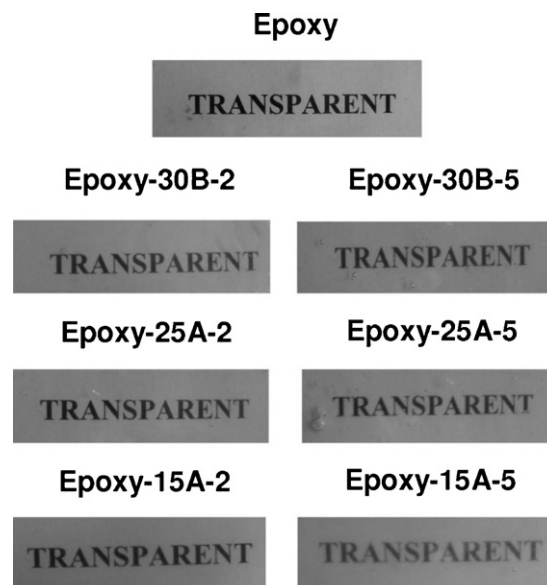 Epoxy
TRANSPARENT
Epoxy-30B-2
Epoxy-30B-5
TRANSPARENT
TRANSPARENT
Epoxy-25A-2
Epoxy-25A-5
TRANSPARENT
TRANSPARENT
Epoxy-15A-2
Epoxy-15A-5
TRANSPARENT
TRANSPARENT